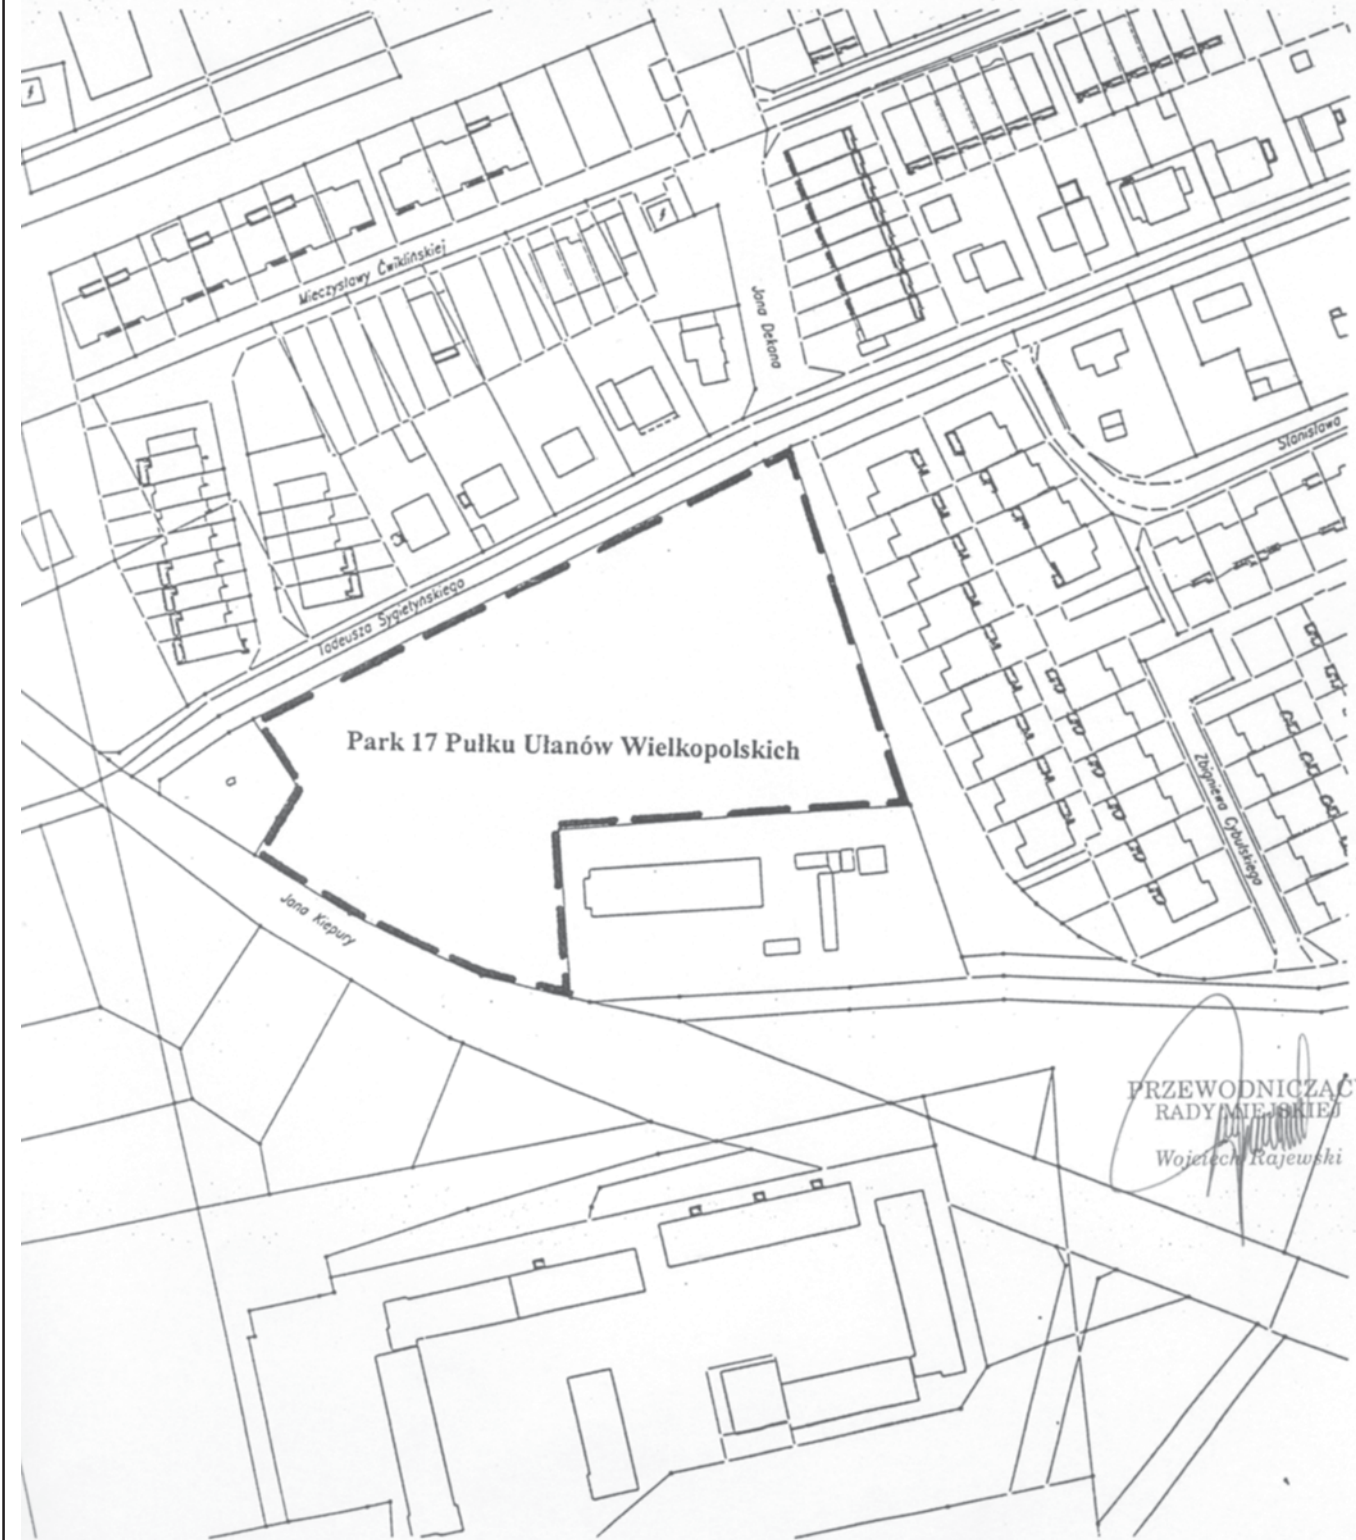 Mieczysławy Ćwiklińskiej
Jana Dekana
Stanisława
Tadeusza Sygietyńskiego
Park 17 Pułku Ułanów Wielkopolskich
Zbigniewa Cybulskiego
Jana Kiepury
PRZEWODNICZĄC
RADY MIEJSKIEJ
Wojciech Rajewski